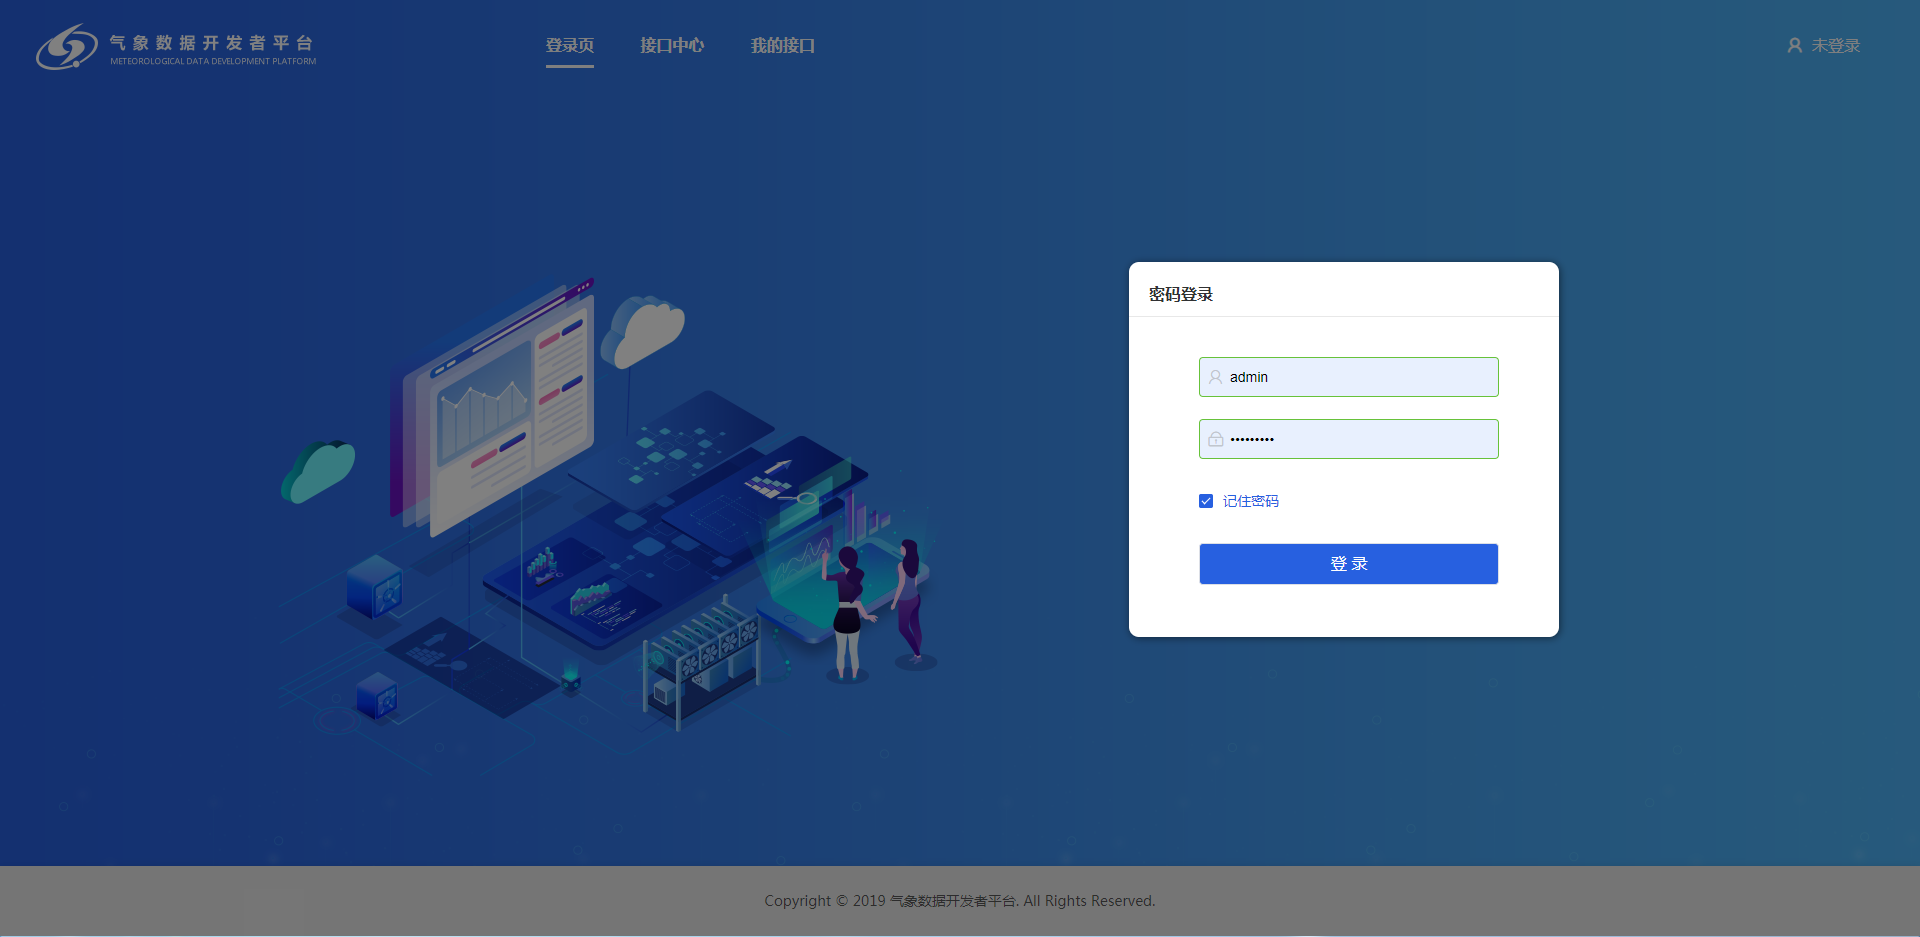 气象数据开发者平台
METEOROLOGICAL DATA DEVELOPMENT PLATFORM
登录页 接口中心 我的接口
未登录
密码登录
admin
•••••••••
记住密码
登 录
Copyright © 2019 气象数据开发者平台. All Rights Reserved.